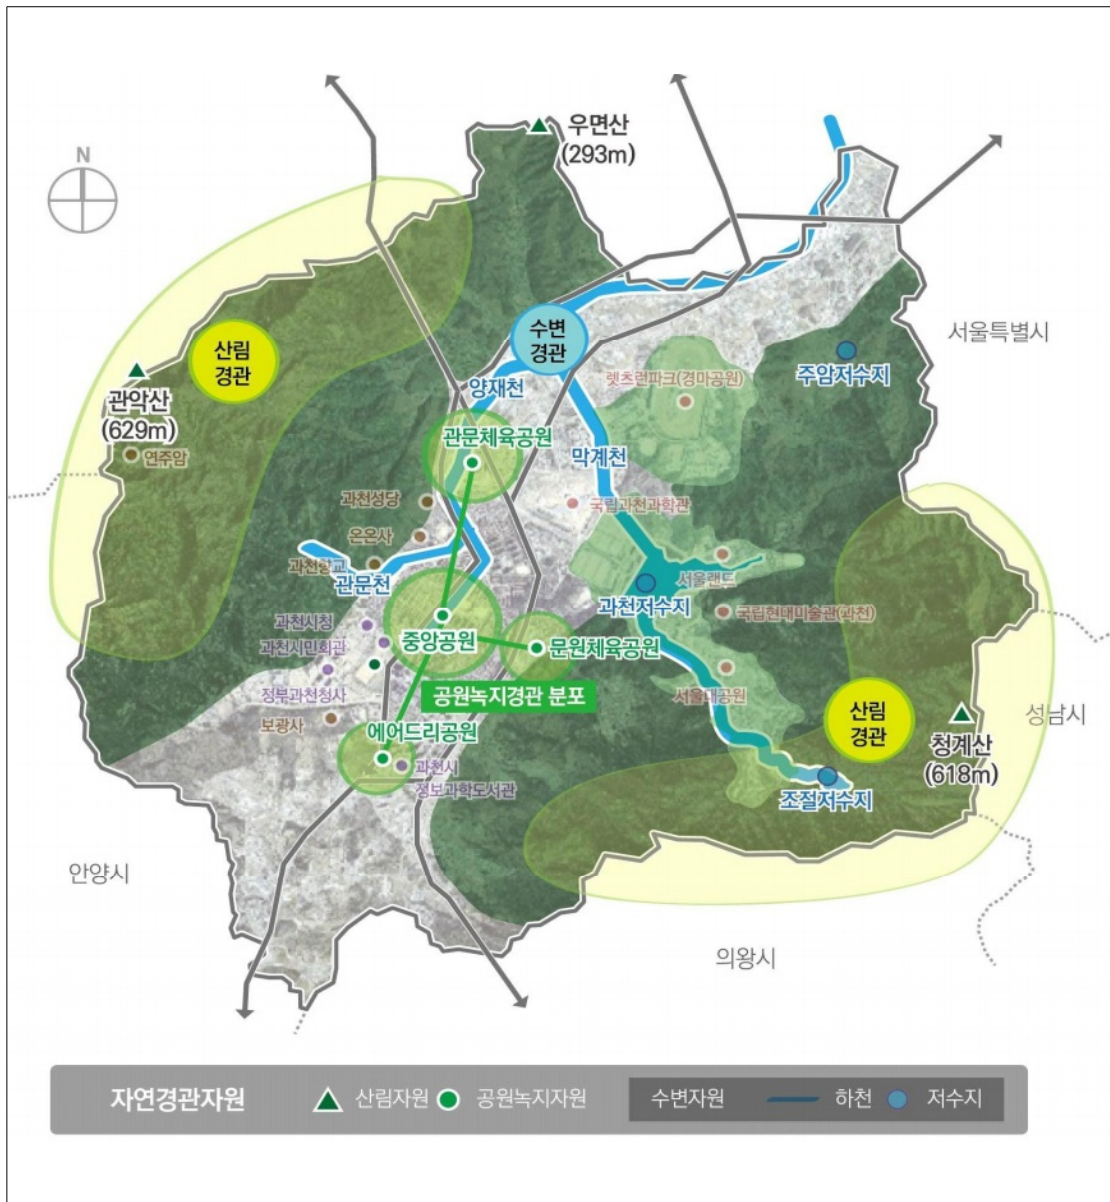 우면산
(293m)
N
서울특별시
산림
경관
수변
경관
주암저수지
렛츠런파크(경마공원)
양재천
관악산
(629m)
연주암
관문체육공원
막계천
과천성당
국립과천과학관
온온사
과천향교
관문천
서울랜드
과천저수지
국립현대미술관(과천)
과천시청
과천시민회관
중앙공원
문원체육공원
정부과천청사
공원녹지경관 분포
서울대공원
보광사
에어드리공원
산림
경관
성남시
청계산
(618m)
과천시
정보과학도서관
조절저수지
안양시
의왕시
자연경관자원
산림자원
공원녹지자원
수변자원
하천
저수지